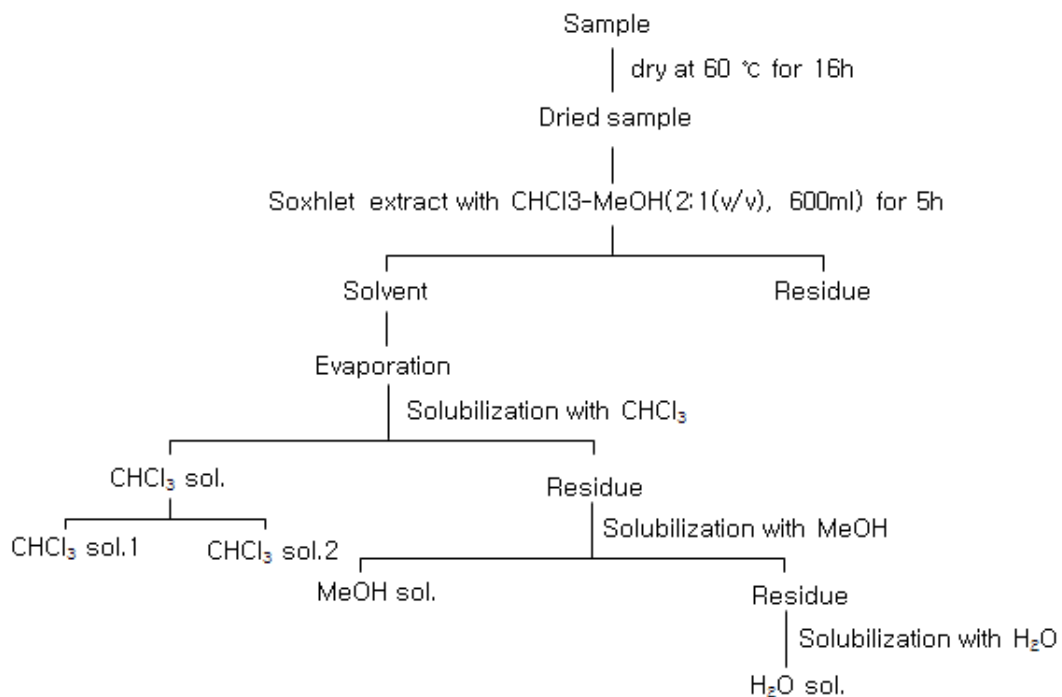 Sample
dry at 60 ℃ for 16h
Dried sample
Soxhlet extract with CHCl3-MeOH(2:1(v/v), 600ml) for 5h
Solvent
Residue
Evaporation
Solubilization with CHCl₃
CHCl₃ sol.
Residue
Solubilization with MeOH
CHCl₃ sol.1
CHCl₃ sol.2
MeOH sol.
Residue
Solubilization with H₂O
H₂O sol.